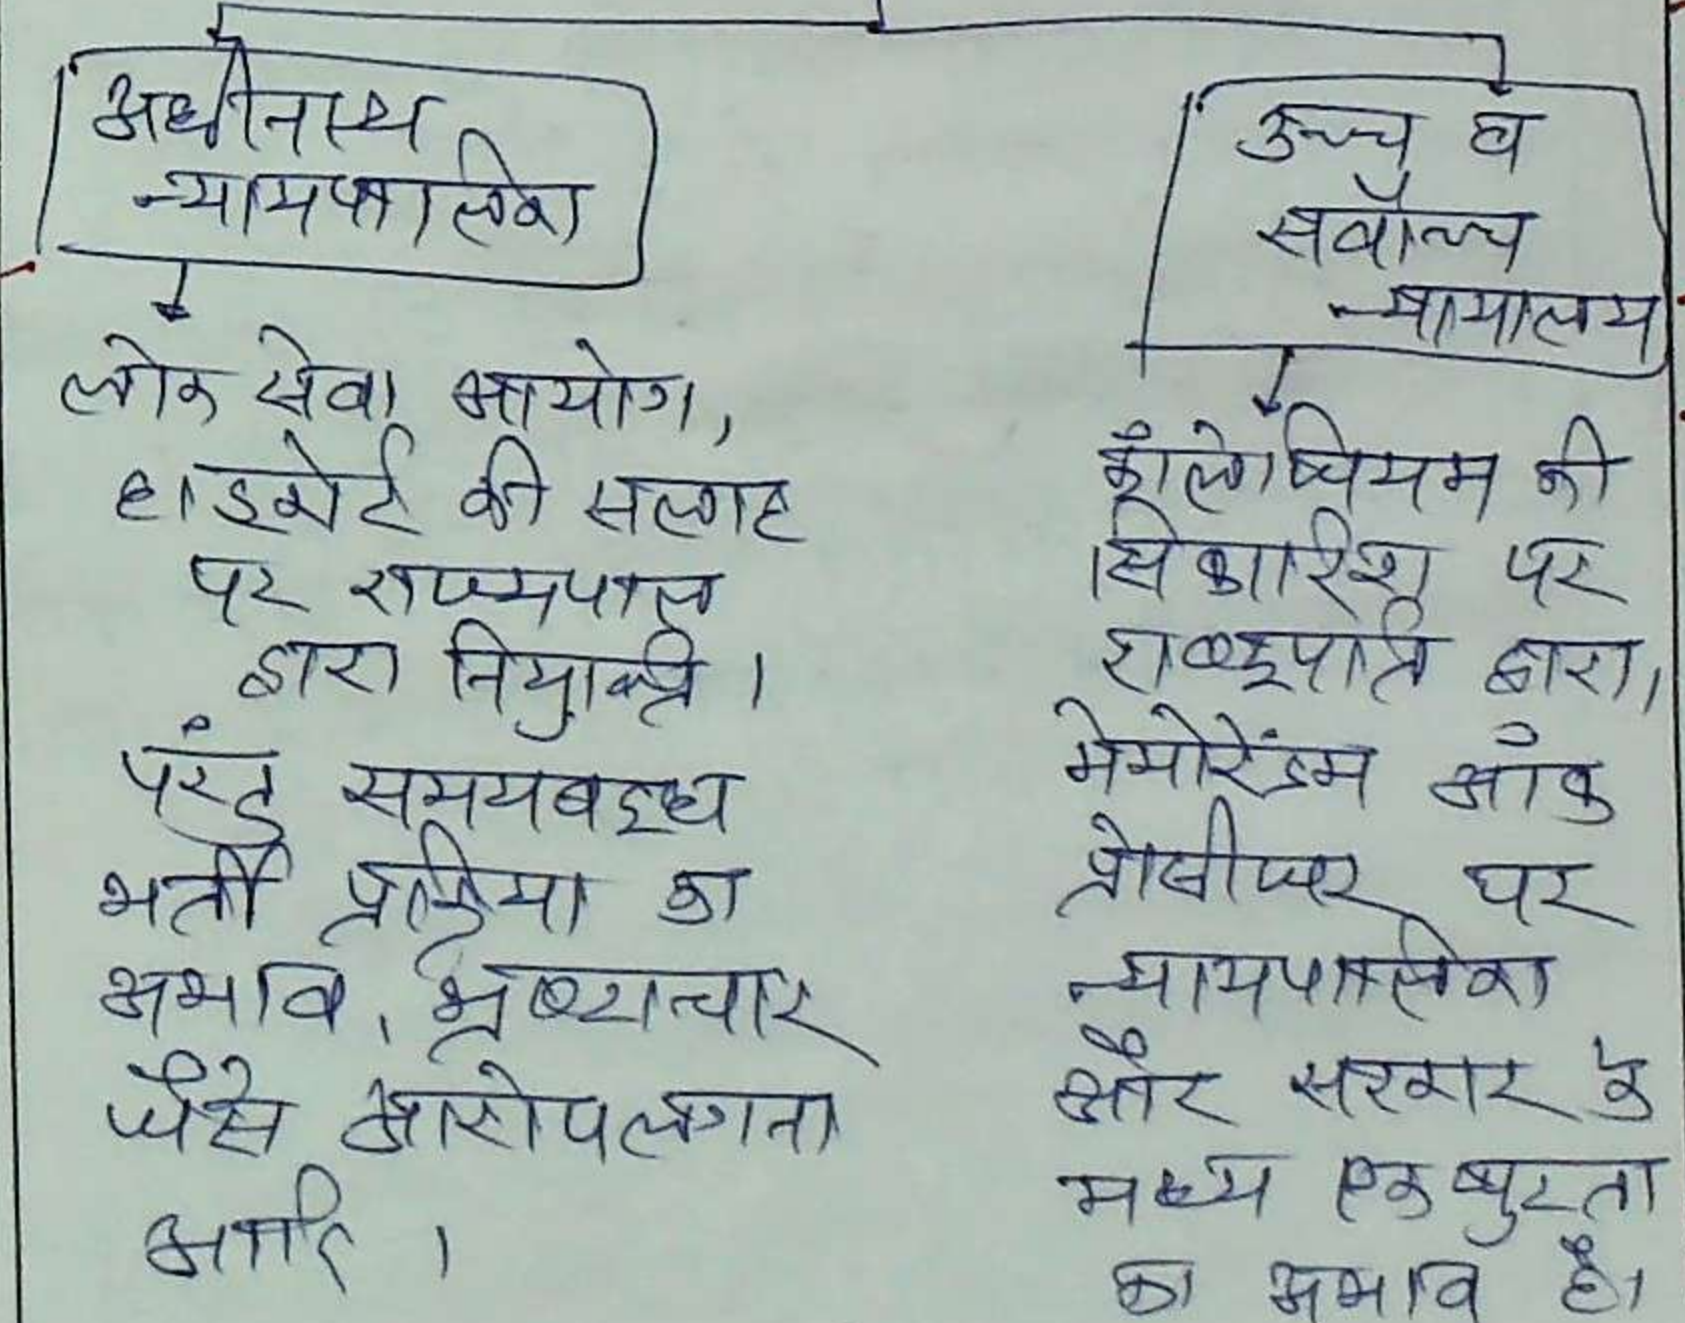 अधीनस्थ
न्यायपालिका
लोक सेवा आयोग,
हाइकोर्ट की सलाह
पर राज्यपाल
द्वारा नियुक्ति।
परंतु समयबद्ध
भर्ती प्रक्रिया का
अभाव, भ्रष्टाचार
जैसे आरोप लगना
आदि।
उच्च व
सर्वोच्च
न्यायालय
कॉलेजियम की
सिफारिश पर
राष्ट्रपति द्वारा,
मेमोरेंडम ऑफ
प्रोसीजर पर
न्यायपालिका
और सरकार के
मध्य एकजुटता
का अभाव है।